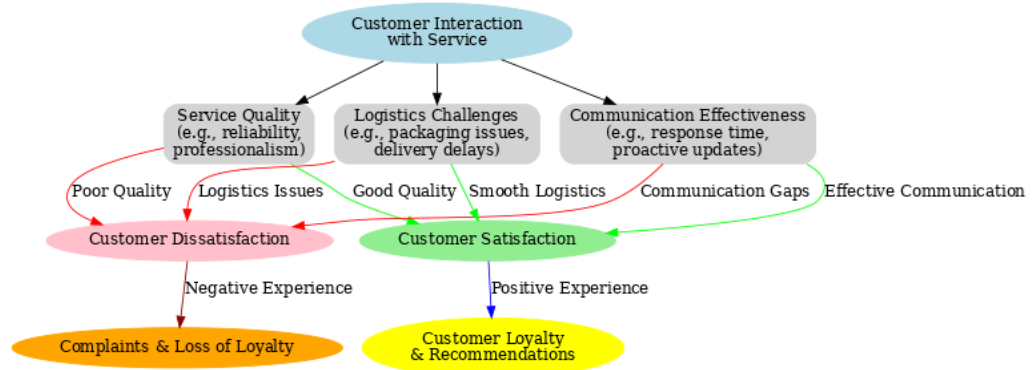 Customer Interaction
with Service
Service Quality
(e.g., reliability,
professionalism)
Logistics Challenges
(e.g., packaging issues,
delivery delays)
Communication Effectiveness
(e.g., response time,
proactive updates)
Poor Quality
Logistics Issues
Good Quality
Smooth Logistics
Communication Gaps
Effective Communication
Customer Dissatisfaction
Customer Satisfaction
Negative Experience
Positive Experience
Complaints & Loss of Loyalty
Customer Loyalty
& Recommendations